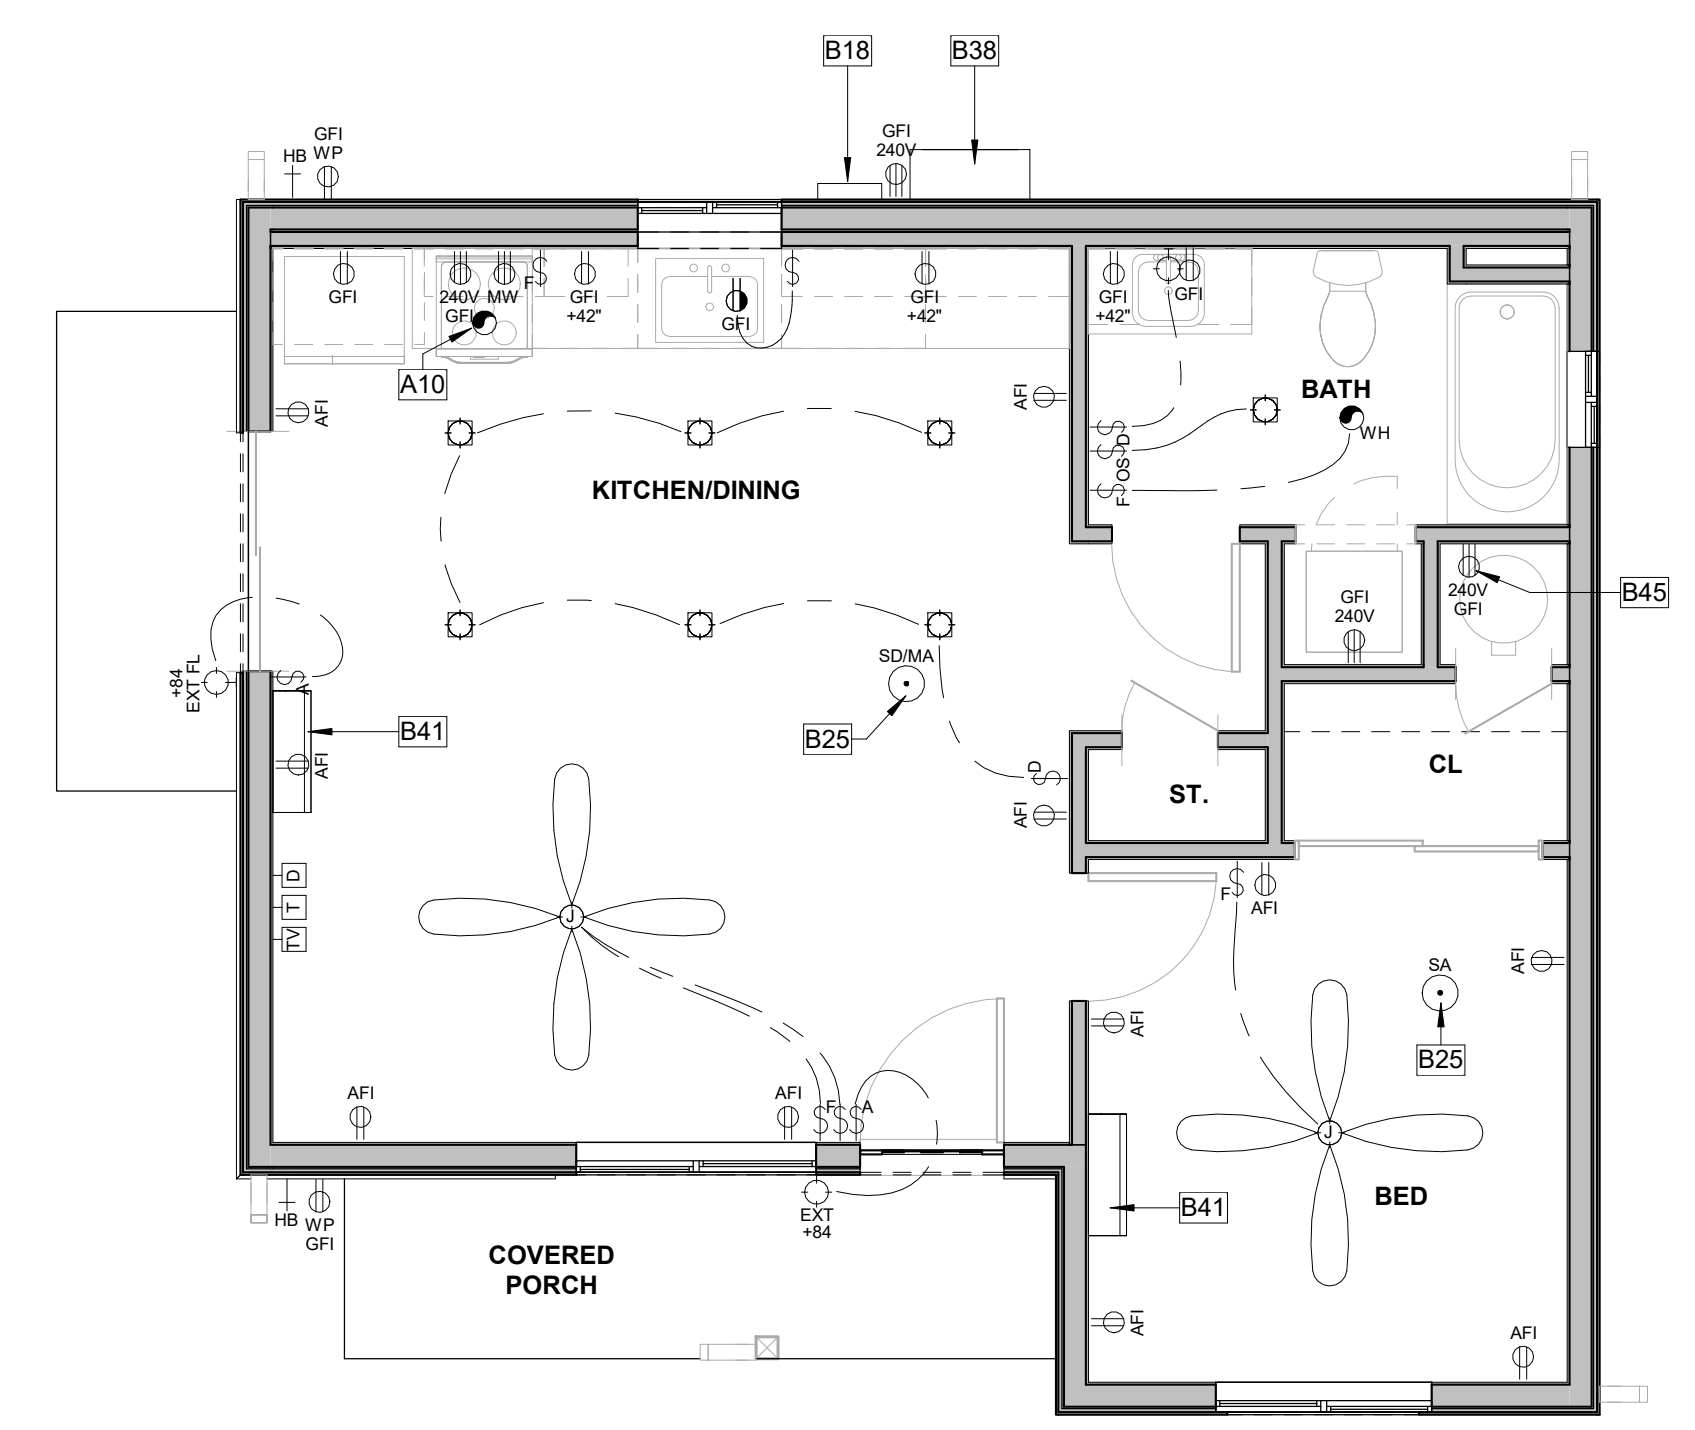 B18
B38
GFI
WP
HB
GFI
240V
GFI
240V
GFI
MW
F
GFI
+42"
GFI
GFI
+42"
GFI
+42"
GFI
A10
AFI
AFI
BATH
WH
D
OS
F
KITCHEN/DINING
GFI
240V
240V
GFI
B45
SD/MA
B25
+84
EXT FL
A
B41
AFI
D
AFI
ST.
CL
D
T
TV
J
F
AFI
AFI
SA
B25
AFI
AFI
AFI
F
A
J
BED
B41
HB
WP
GFI
EXT
+84
COVERED
PORCH
AFI
AFI